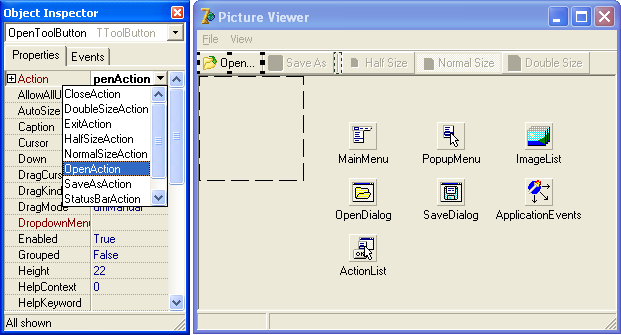 Object Inspector
OpenToolButton TToolButton
Properties Events
Action penAction
AllowAllU
AutoSize
Caption
Cursor
Down
DragCurs
DragKind
DragMode dmManual
DropdownMenu
Enabled True
Grouped False
Height 22
HelpContext 0
HelpKeyword
CloseAction
DoubleSizeAction
ExitAction
HalfSizeAction
NormalSizeAction
OpenAction
SaveAsAction
StatusBarAction
All shown
Picture Viewer
File View
Open... Save As Half Size Normal Size Double Size
MainMenu PopupMenu ImageList
OpenDialog SaveDialog ApplicationEvents
ON
ActionList